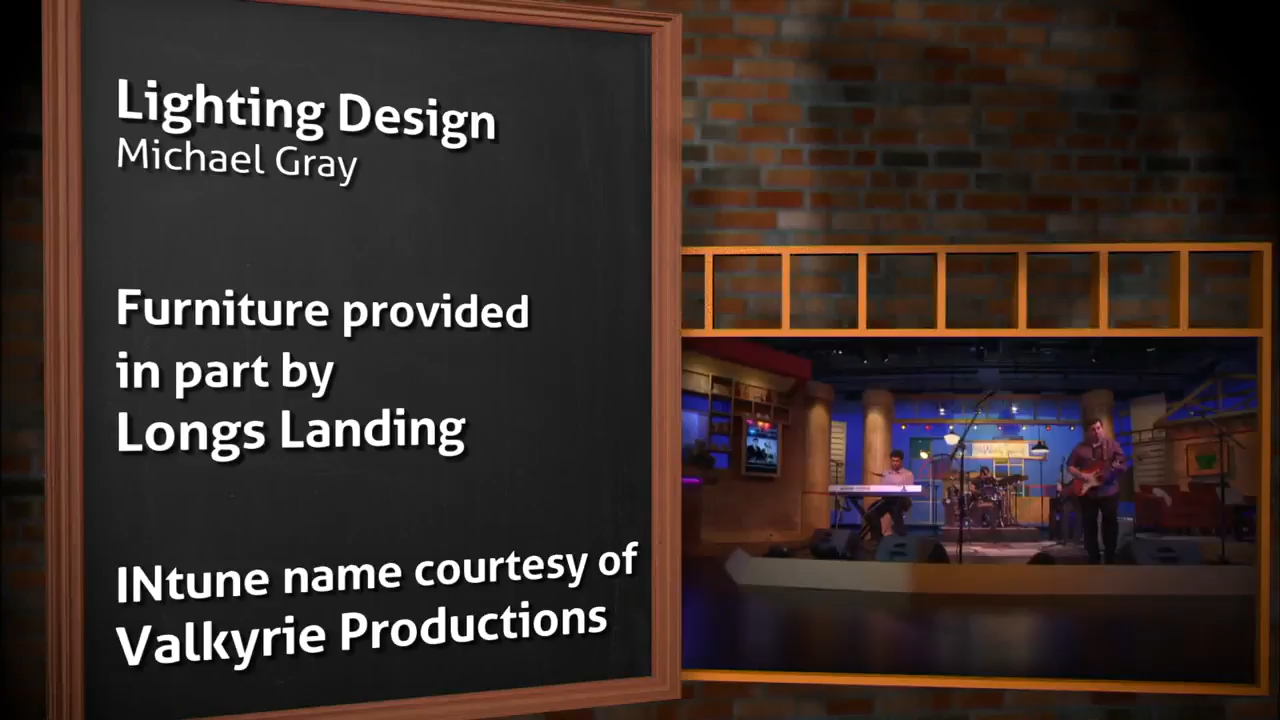 Lighting Design
Michael Gray
Furniture provided
in part by
Longs Landing
INtune name courtesy of
Valkyrie Productions